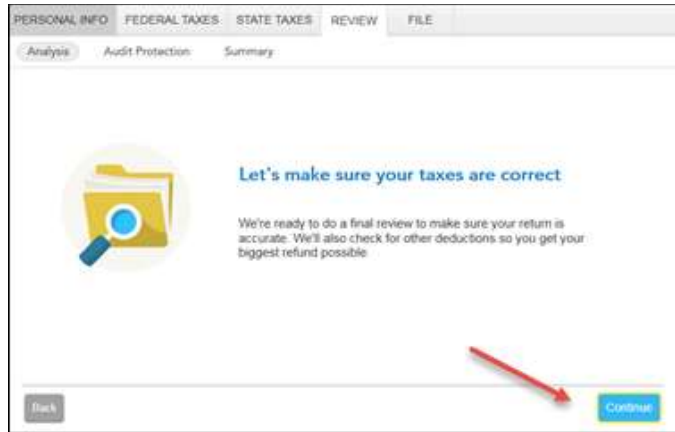 PERSONAL INFO FEDERAL TAXES STATE TAXES REVIEW FILE
Analysis Audit Protection Summary
Let's make sure your taxes are correct
We're ready to do a final review to make sure your return is
accurate. We'll also check for other deductions so you get your
biggest refund possible
Back Continue